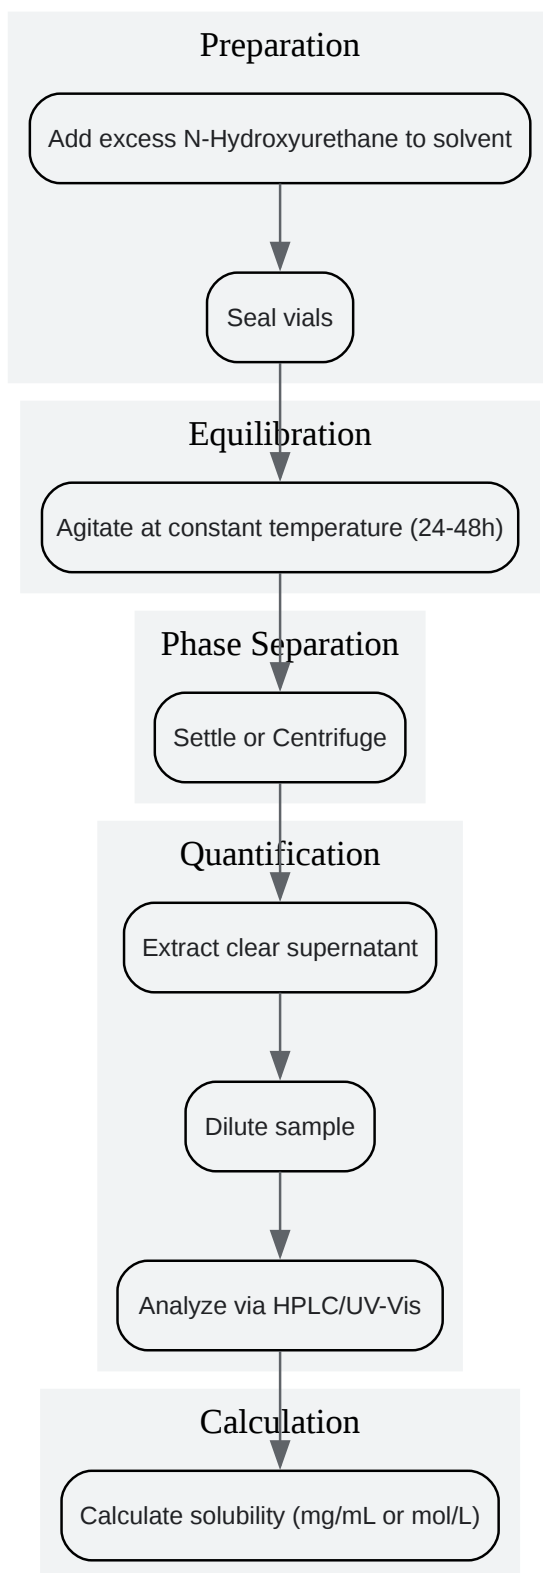 Preparation
Add excess N-Hydroxyurethane to solvent
Seal vials
Equilibration
Agitate at constant temperature (24-48h)
Phase Separation
Settle or Centrifuge
Quantification
Extract clear supernatant
Dilute sample
Analyze via HPLC/UV-Vis
Calculation
Calculate solubility (mg/mL or mol/L)